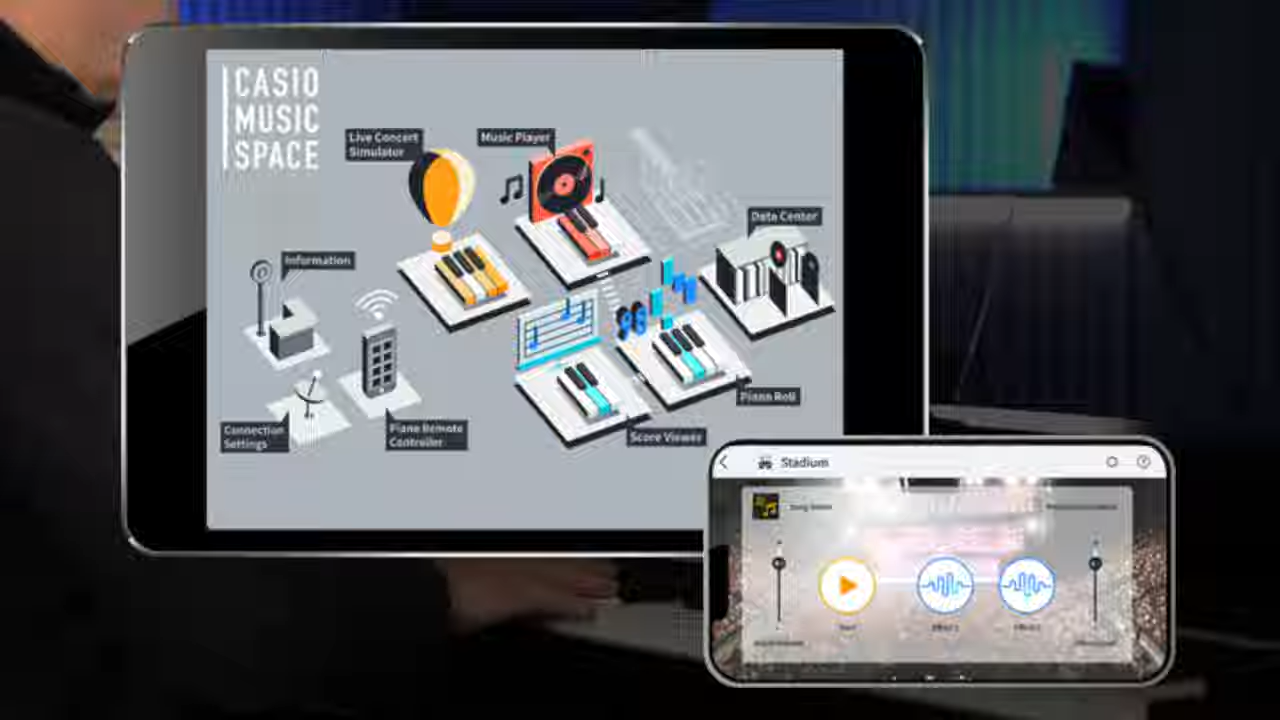 CASIO
MUSIC
SPACE
Live Concert
Simulator
Music Player
Data Center
Information
Connection
Settings
Piano Remote
Controller
Score Viewer
Piano Roll
Stadium